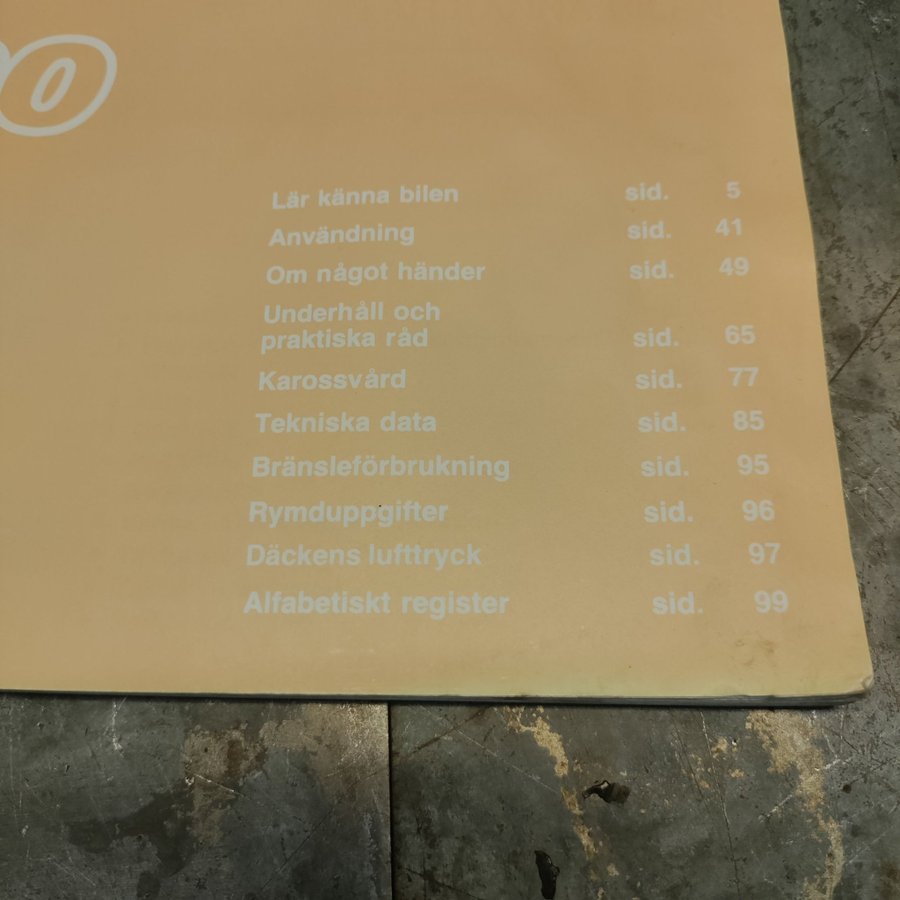 0
Lär känna bilen sid. 5
Användning sid. 41
Om något händer sid. 49
Underhåll och
praktiska råd sid. 65
Karossvård sid. 77
Tekniska data sid. 85
Bränsleförbrukning sid. 95
Rymduppgifter sid. 96
Däckens lufttryck sid. 97
Alfabetiskt register sid. 99